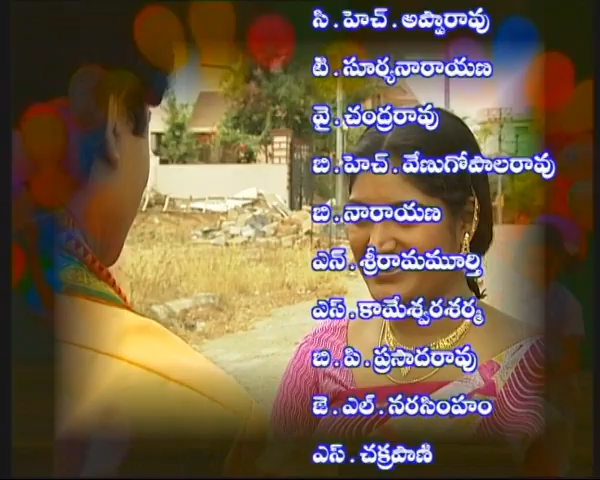 సి.హెచ్.అప్పారావు
టి.సూర్యనారాయణ
వై.చంద్రరావు
బి.హెచ్.వేణుగోపాలరావు
బి.నారాయణ
ఎన్.శ్రీరామమూర్తి
ఎస్.కామేశ్వరశర్మ
బి.పి.ప్రసాదరావు
జె.ఎల్.నరసింహం
ఎస్.చక్రపాణి